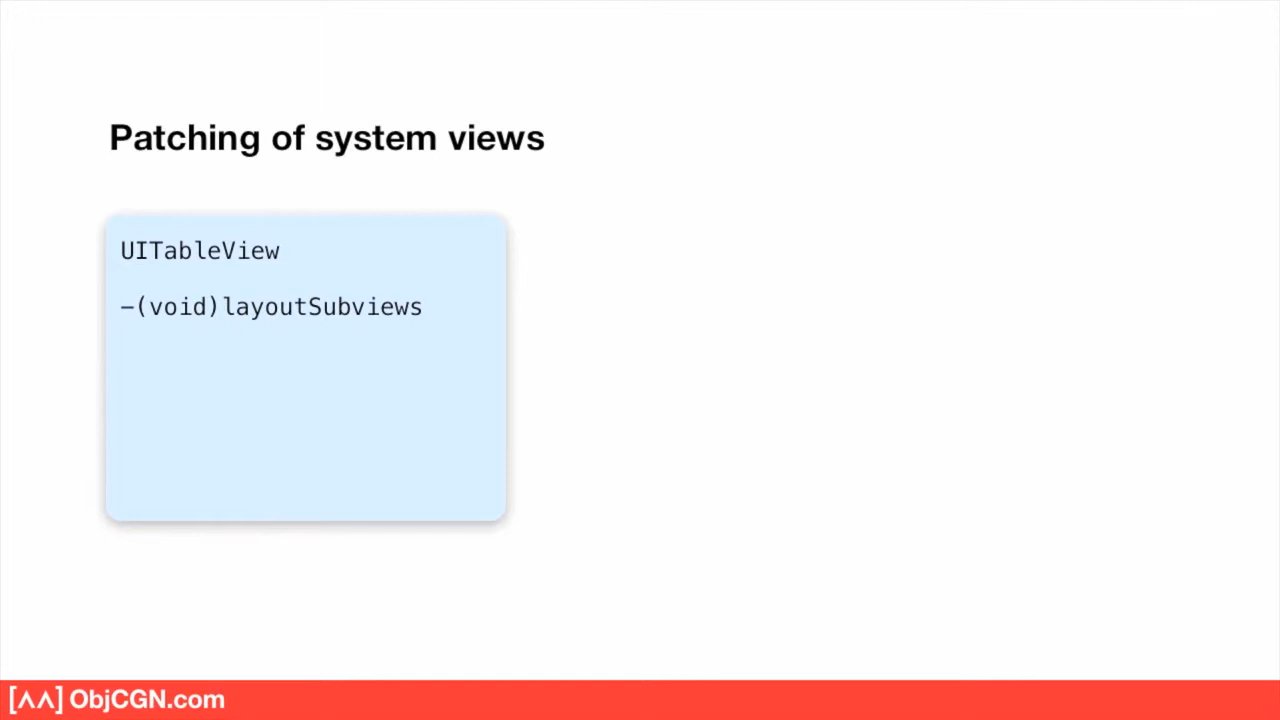 Patching of system views
UITableView
-(void)layoutSubviews
[ʌʌ] ObjCGN.com